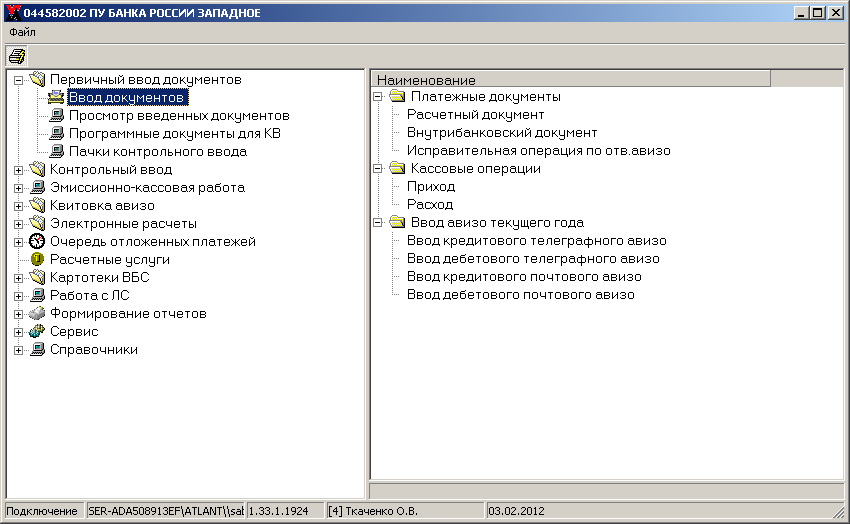 044582002 ПУ БАНКА РОССИИ ЗАПАДНОЕ
Файл
Первичный ввод документов
Ввод документов
Просмотр введенных документов
Программные документы для КВ
Пачки контрольного ввода
Контрольный ввод
Эмиссионно-кассовая работа
Квитовка авизо
Электронные расчеты
Очередь отложенных платежей
Расчетные услуги
Картотеки ВБС
Работа с ЛС
Формирование отчетов
Сервис
Справочники
Наименование
Платежные документы
Расчетный документ
Внутрибанковский документ
Исправительная операция по отв.авизо
Кассовые операции
Приход
Расход
Ввод авизо текущего года
Ввод кредитового телеграфного авизо
Ввод дебетового телеграфного авизо
Ввод кредитового почтового авизо
Ввод дебетового почтового авизо
Подключение SER-ADA508913EF\ATLANT\\sal 1.33.1.1924 [4] Ткаченко О.В. 03.02.2012